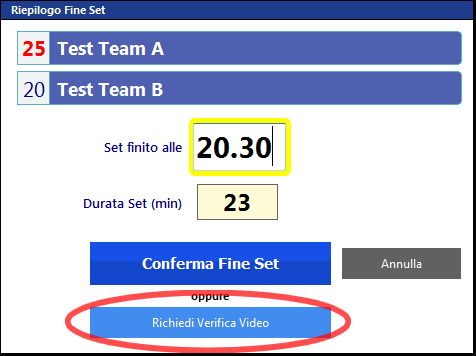 Riepilogo Fine Set
25 Test Team A
20 Test Team B
Set finito alle 20.30
Durata Set (min) 23
Conferma Fine Set Annulla
oppure
Richiedi Verifica Video